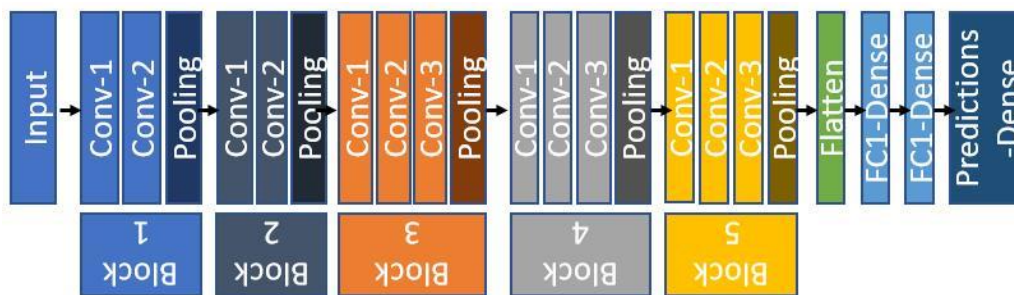 Input
Conv-1
Conv-2
Pooling
Conv-1
Conv-2
Pooling
Conv-1
Conv-2
Conv-3
Pooling
Conv-1
Conv-2
Conv-3
Pooling
Conv-1
Conv-2
Conv-3
Pooling
Flatten
FC1-Dense
FC1-Dense
Predictions
-Dense
Block
1
Block
2
Block
3
Block
4
Block
5